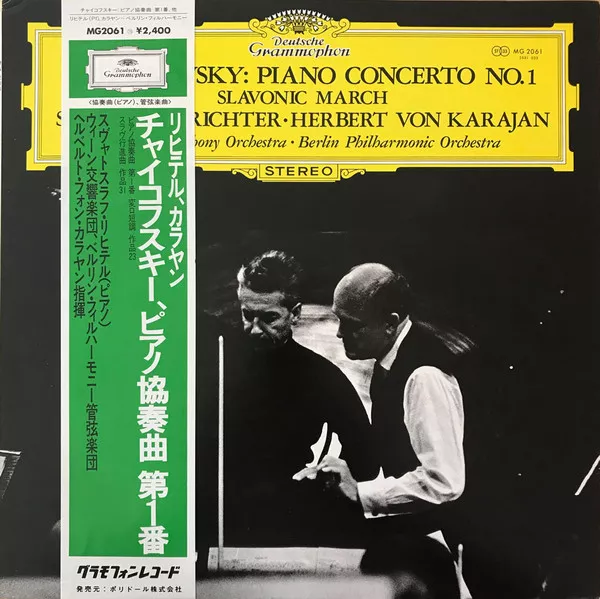 チャイコフスキー:ピアノ協奏曲 第1番、他
リヒテル(Pf.)、カラヤン=ベルリン・フィルハーモニー
MG2061 ¥2,400
Deutsche
Grammophon
〈協奏曲(ピアノ)、管弦楽曲〉
リヒテル、カラヤン
チャイコフスキー、ピアノ協奏曲 第1番
ピアノ協奏曲 第1番 変ロ短調 作品23
スラヴ行進曲 作品31
スヴャトスラフ・リヒテル(ピアノ)
ウィーン交響楽団、ベルリン・フィルハーモニー管弦楽団
ヘルベルト・フォン・カラヤン指揮
グラモフォンレコード
発売元:ポリドール株式会社
Deutsche
Grammophon
MG 2061
VSKY: PIANO CONCERTO NO.1
SLAVONIC MARCH
S RICHTER·HERBERT VON KARAJAN
hony Orchestra · Berlin Philharmonic Orchestra
STEREO